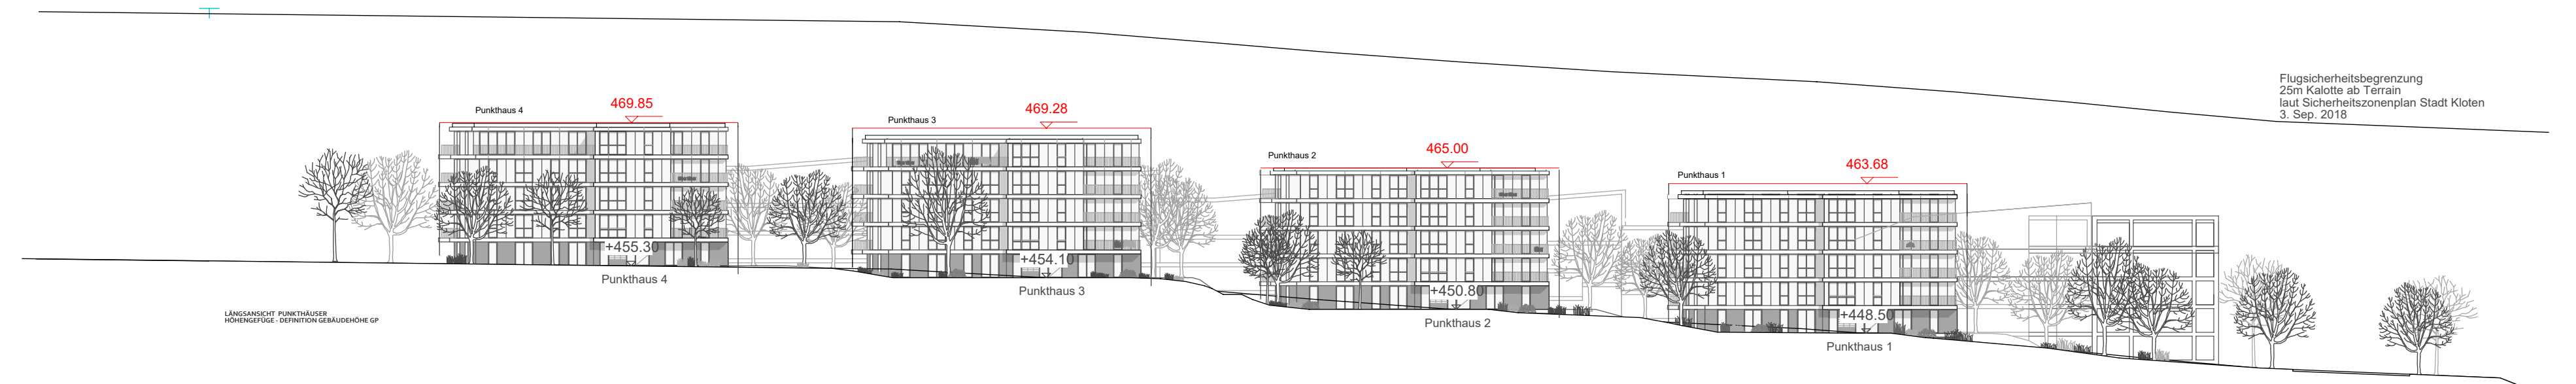 Flugsicherheitsbegrenzung
25m Kalotte ab Terrain
laut Sicherheitszonenplan Stadt Kloten
3. Sep. 2018
Punkthaus 4
469.85
Punkthaus 3
469.28
Punkthaus 2
465.00
Punkthaus 1
463.68
+455.30
Punkthaus 4
+454.10
Punkthaus 3
+450.80
Punkthaus 2
+448.50
Punkthaus 1
LÄNGSANSICHT PUNKTHÄUSER
HÖHENGEFÜGE - DEFINITION GEBÄUDEHÖHE GP